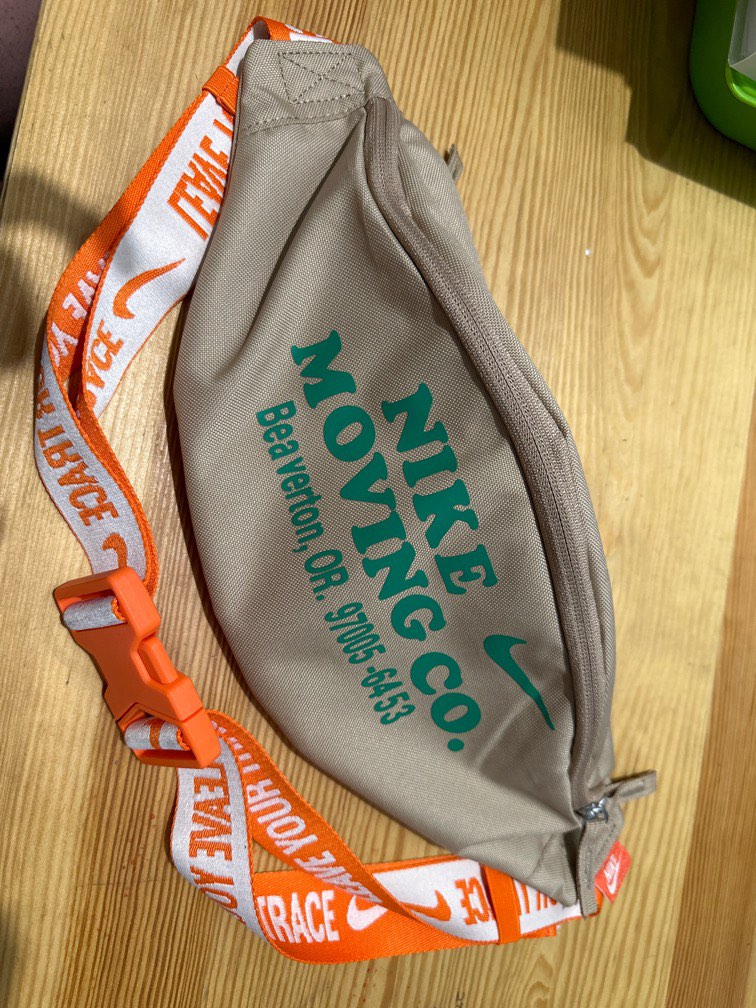 NIKE
MOVING CO.
Beaverton, OR. 97005-6453
LEAVE YOUR
TRACE
TRACE